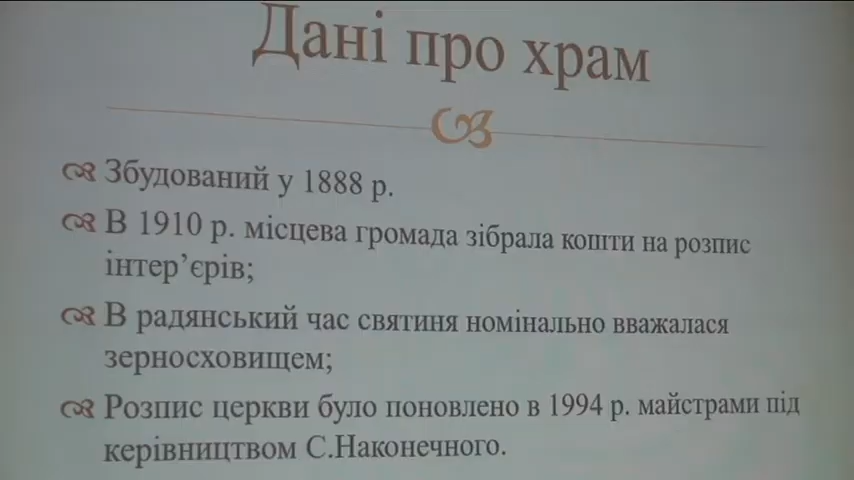 Дані про храм
Збудований у 1888 р.
В 1910 р. місцева громада зібрала кошти на розпис
інтер’єрів;
В радянський час святиня номінально вважалася
зерносховищем;
Розпис церкви було поновлено в 1994 р. майстрами під
керівництвом С.Наконечного.